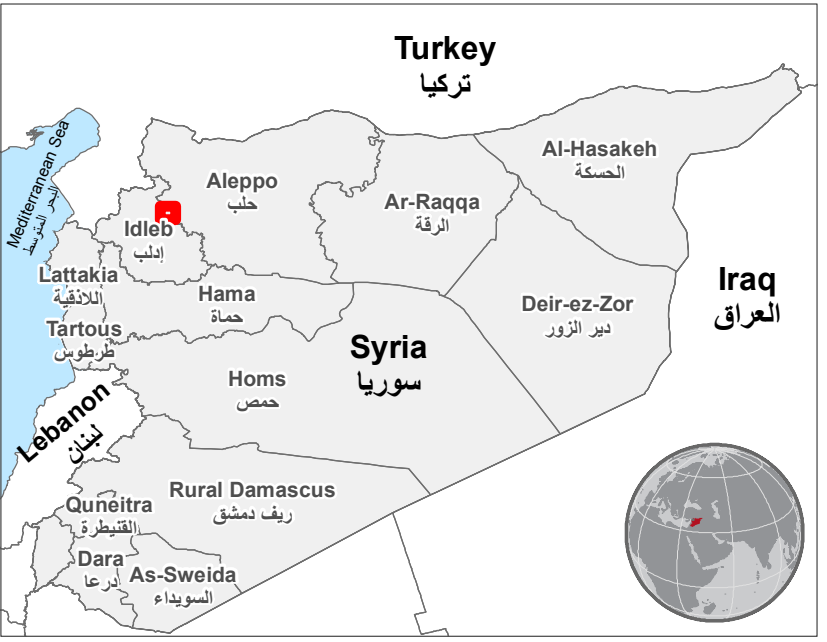 Turkey
تركيا
Mediterranean Sea
البحر المتوسط
Al-Hasakeh
الحسكة
Aleppo
حلب
Ar-Raqqa
الرقة
Idleb
إدلب
Lattakia
اللاذقية
Hama
حماة
Deir-ez-Zor
دير الزور
Iraq
العراق
Tartous
طرطوس
Syria
سوريا
Homs
حمص
Lebanon
لبنان
Rural Damascus
ريف دمشق
Quneitra
القنيطرة
Dara
درعا
As-Sweida
السويداء